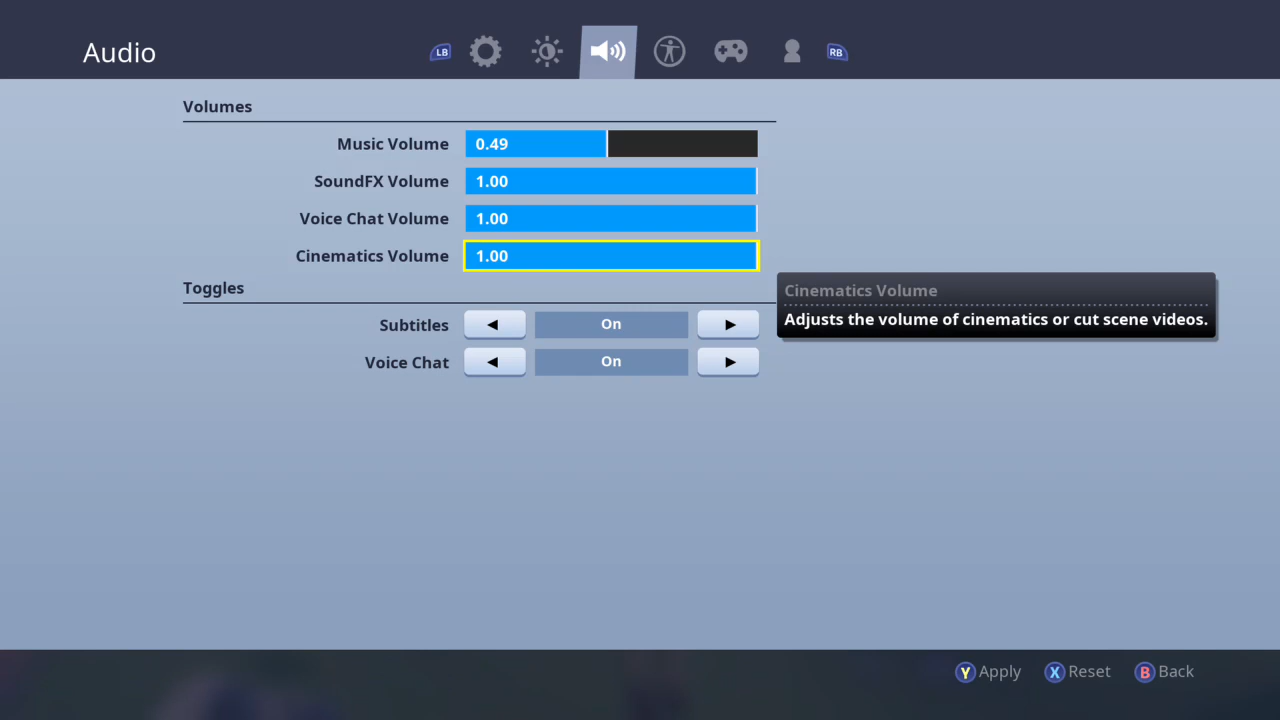 Audio
LB
RB
Volumes
Music Volume 0.49
SoundFX Volume 1.00
Voice Chat Volume 1.00
Cinematics Volume 1.00
Toggles
Cinematics Volume
Adjusts the volume of cinematics or cut scene videos.
Subtitles On
Voice Chat On
Y Apply X Reset B Back